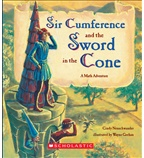 Sir Cumference
and the
Sword
in the
Cone
A Math Adventure
Cindy Neuschwander
illustrated by Wayne Geehan
SCHOLASTIC